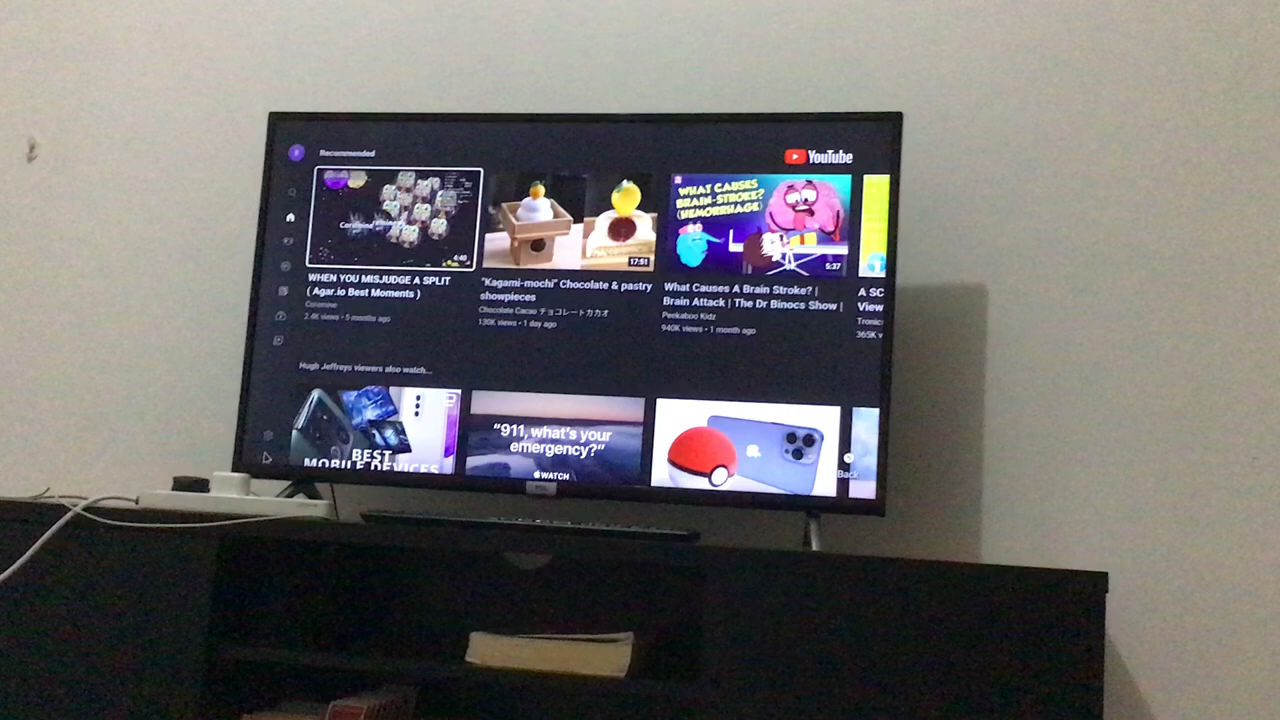 Recommended
YouTube
4:40
17:51
WHAT CAUSES
BRAIN-STROKE?
(HEMORRHAGE)
5:37
WHEN YOU MISJUDGE A SPLIT
( Agar.io Best Moments )
Coremine
2.4K views • 5 months ago
"Kagami-mochi" Chocolate & pastry
showpieces
Chocolate Cacao チョコレートカカオ
130K views • 1 day ago
What Causes A Brain Stroke? |
Brain Attack | The Dr Binocs Show |
Peekaboo Kidz
940K views • 1 month ago
A SC
View
Tronic
365K v
Hugh Jeffreys viewers also watch...
BEST
MOBILE DEVICES
"911, what's your
emergency?"
WATCH
Back
TCL